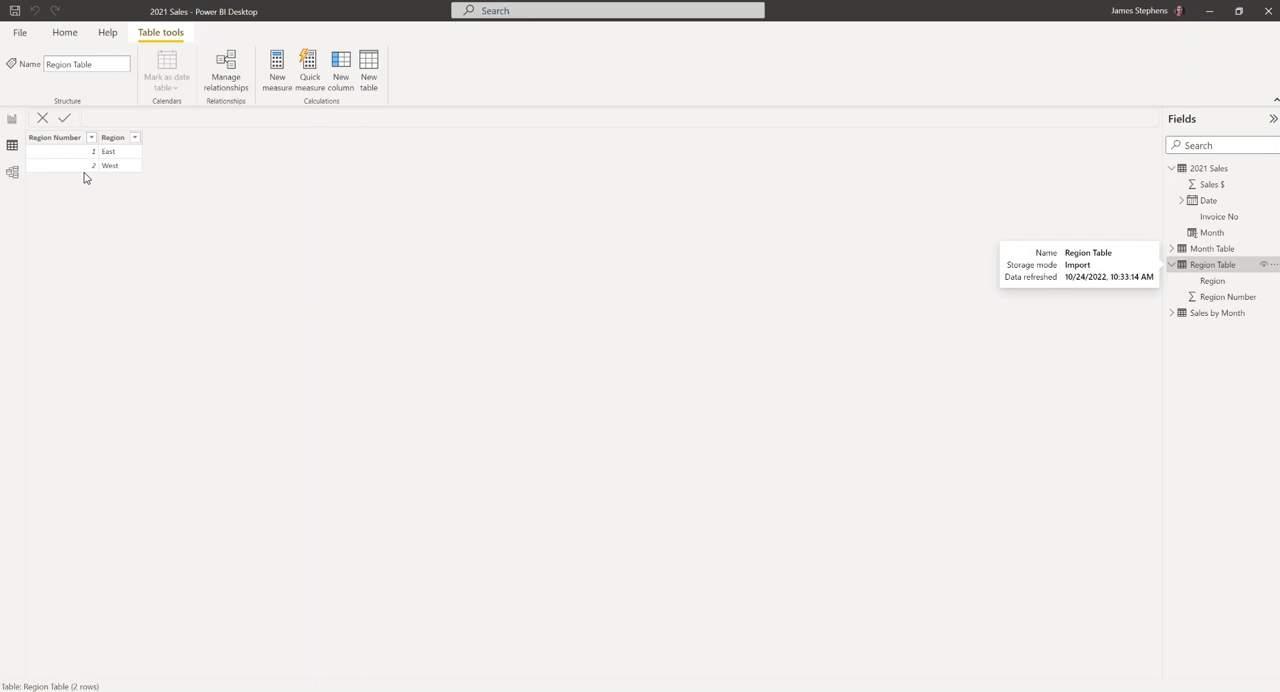 2021 Sales - Power BI Desktop
Search
James Stephens
File Home Help Table tools
Name Region Table
Mark as date table
Manage relationships
New measure
Quick measure
New column
New table
Structure Calendars Relationships Calculations
Fields
Search
Region Number Region
1 East
2 West
2021 Sales
Sales $
Date
Invoice No
Month
Month Table
Region Table
Region
Region Number
Sales by Month
Name Region Table
Storage mode Import
Data refreshed 10/24/2022, 10:33:14 AM
Table: Region Table (2 rows)